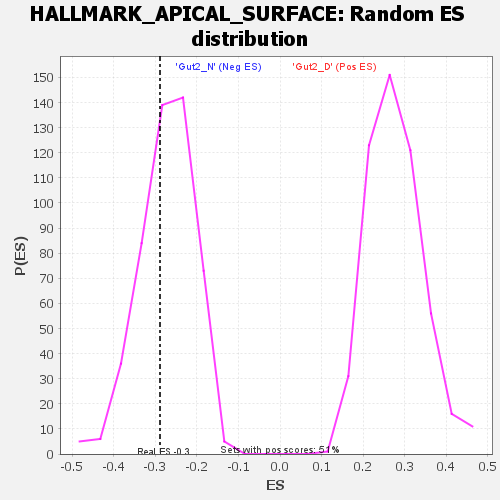 HALLMARK_APICAL_SURFACE: Random ES
distribution
'Gut2_N' (Neg ES) 'Gut2_D' (Pos ES)
150
140
130
120
110
100
90
80
70
60
50
40
30
20
10
0
P(ES)
Real ES -0.3 Sets with pos scores: 51%
-0.5 -0.4 -0.3 -0.2 -0.1 0.0 0.1 0.2 0.3 0.4 0.5
ES